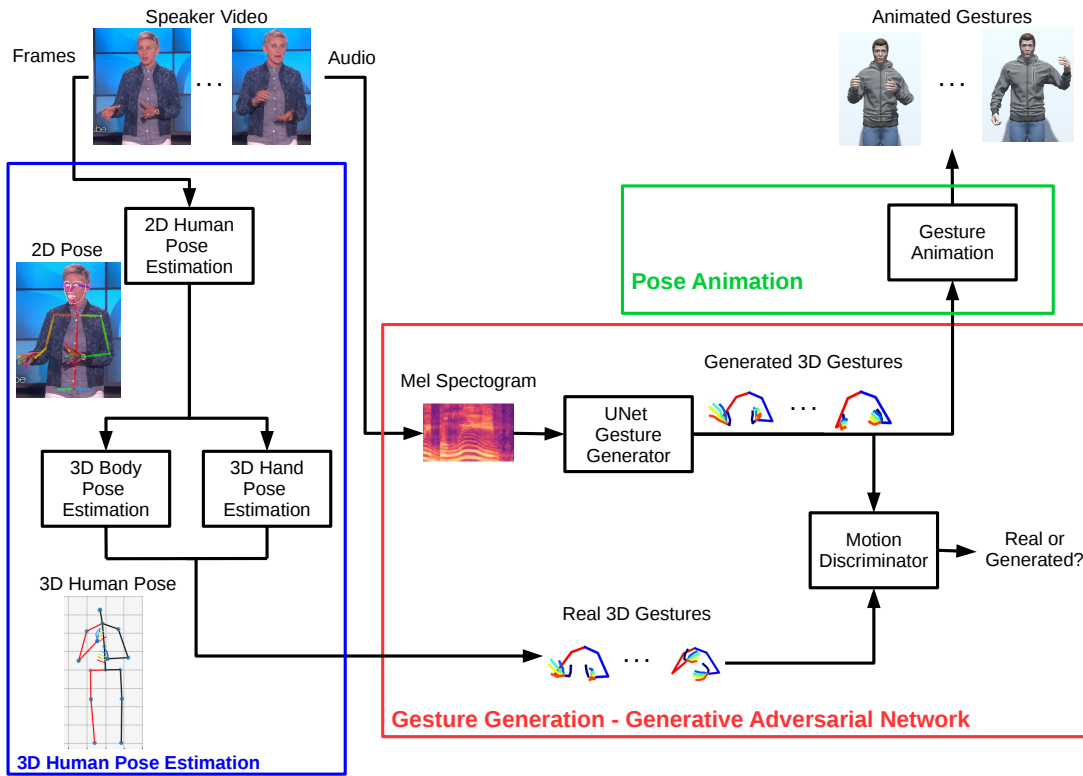 Speaker Video
Frames
Audio
Animated Gestures
ube
2D Human
Pose
Estimation
2D Pose
3D Body
Pose
Estimation
3D Hand
Pose
Estimation
3D Human Pose
3D Human Pose Estimation
Gesture
Animation
Pose Animation
Mel Spectogram
UNet
Gesture
Generator
Generated 3D Gestures
Motion
Discriminator
Real or
Generated?
Real 3D Gestures
Gesture Generation - Generative Adversarial Network